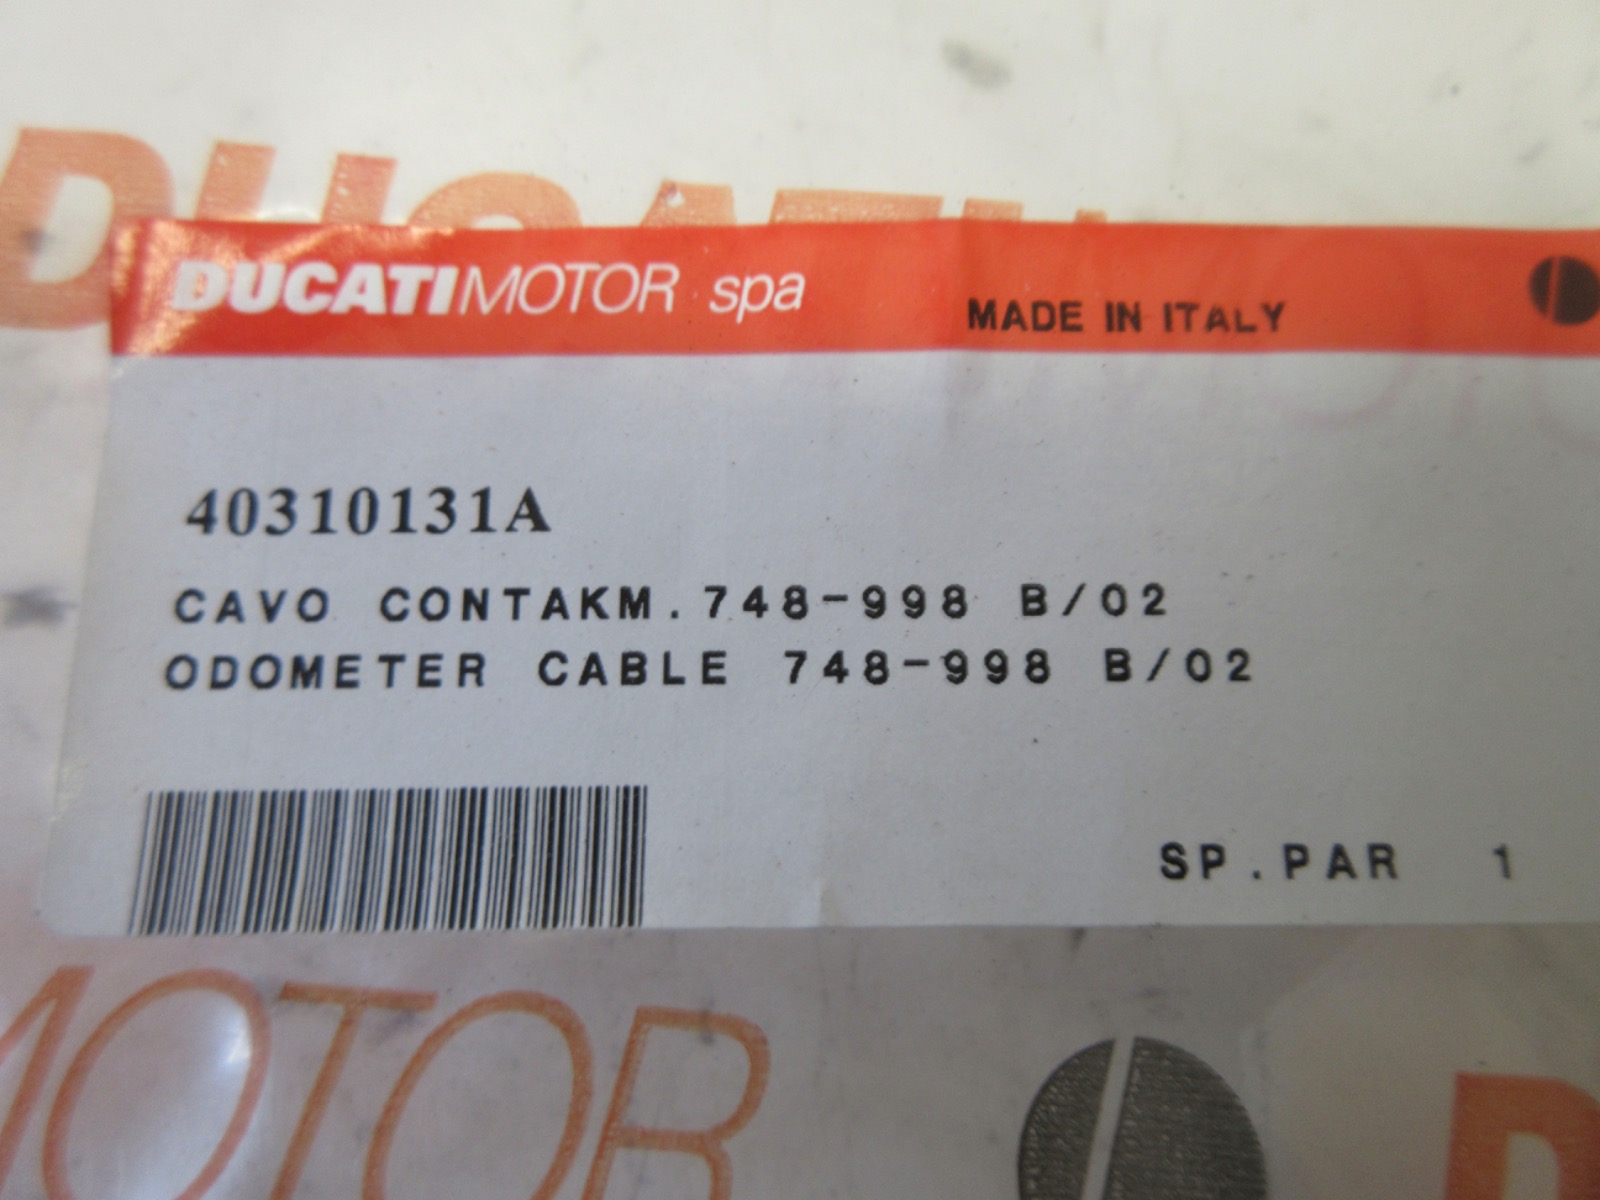 DUCATI
DUCATIMOTOR spa
MADE IN ITALY
40310131A
CAVO CONTAKM.748-998 B/02
ODOMETER CABLE 748-998 B/02
SP.PAR 1
MOTOR
D